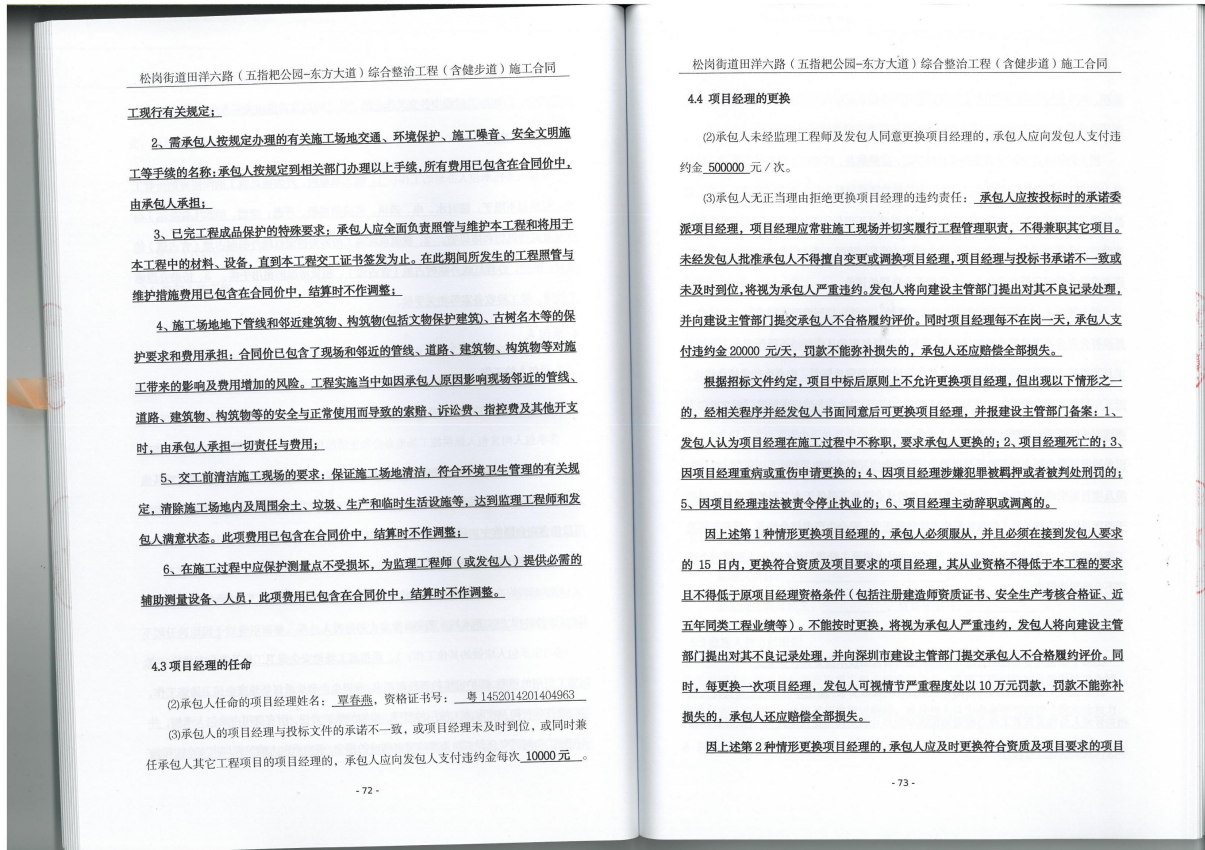 松岗街道田洋六路（五指耙公园–东方大道）综合整治工程（含健步道）施工合同
工现行有关规定；
2、需承包人按规定办理的有关施工场地交通、环境保护、施工噪音、安全文明施
工等手续的名称：承包人按规定到相关部门办理以上手续，所有费用已包含在合同价中，
由承包人承担；
3、已完工程成品保护的特殊要求：承包人应全面负责照管与维护本工程和将用于
本工程中的材料、设备，直到本工程交工证书签发为止。在此期间所发生的工程照管与
维护措施费用已包含在合同价中，结算时不作调整；
4、施工场地地下管线和邻近建筑物、构筑物(包括文物保护建筑)、古树名木等的保
护要求和费用承担：合同价已包含了现场和邻近的管线、道路、建筑物、构筑物等对施
工带来的影响及费用增加的风险。工程实施当中如因承包人原因影响现场邻近的管线、
道路、建筑物、构筑物等的安全与正常使用而导致的索赔、诉讼费、指控费及其他开支
时，由承包人承担一切责任与费用；
5、交工前清洁施工现场的要求：保证施工场地清洁，符合环境卫生管理的有关规
定，清除施工场地内及周围余土、垃圾、生产和临时生活设施等，达到监理工程师和发
包人满意状态。此项费用已包含在合同价中，结算时不作调整；
6、在施工过程中应保护测量点不受损坏，为监理工程师（或发包人）提供必需的
辅助测量设备、人员，此项费用已包含在合同价中，结算时不作调整。
4.3 项目经理的任命
(2)承包人任命的项目经理姓名： 覃春燕，资格证书号： 粤 1452014201404963
(3)承包人的项目经理与投标文件的承诺不一致，或项目经理未及时到位，或同时兼
任承包人其它工程项目的项目经理的，承包人应向发包人支付违约金每次 10000 元 。
- 72 -
松岗街道田洋六路（五指耙公园–东方大道）综合整治工程（含健步道）施工合同
4.4 项目经理的更换
(2)承包人未经监理工程师及发包人同意更换项目经理的，承包人应向发包人支付违
约金 500000 元／次。
(3)承包人无正当理由拒绝更换项目经理的违约责任： 承包人应按投标时的承诺委
派项目经理，项目经理应常驻施工现场并切实履行工程管理职责，不得兼职其它项目。
未经发包人批准承包人不得擅自变更或调换项目经理，项目经理与投标书承诺不一致或
未及时到位，将视为承包人严重违约。发包人将向建设主管部门提出对其不良记录处理，
并向建设主管部门提交承包人不合格履约评价。同时项目经理每不在岗一天，承包人支
付违约金 20000 元/天，罚款不能弥补损失的，承包人还应赔偿全部损失。
根据招标文件约定，项目中标后原则上不允许更换项目经理，但出现以下情形之一
的，经相关程序并经发包人书面同意后可更换项目经理，并报建设主管部门备案：1、
发包人认为项目经理在施工过程中不称职，要求承包人更换的；2、项目经理死亡的；3、
因项目经理重病或重伤申请更换的；4、因项目经理涉嫌犯罪被羁押或者被判处刑罚的；
5、因项目经理违法被责令停止执业的；6、项目经理主动辞职或调离的。
因上述第 1 种情形更换项目经理的，承包人必须服从，并且必须在接到发包人要求
的 15 日内，更换符合资质及项目要求的项目经理，其从业资格不得低于本工程的要求
且不得低于原项目经理资格条件（包括注册建造师资质证书、安全生产考核合格证、近
五年同类工程业绩等）。不能按时更换，将视为承包人严重违约，发包人将向建设主管
部门提出对其不良记录处理，并向深圳市建设主管部门提交承包人不合格履约评价。同
时，每更换一次项目经理，发包人可视情节严重程度处以 10 万元罚款，罚款不能弥补
损失的，承包人还应赔偿全部损失。
因上述第 2 种情形更换项目经理的，承包人应及时更换符合资质及项目要求的项目
- 73 -